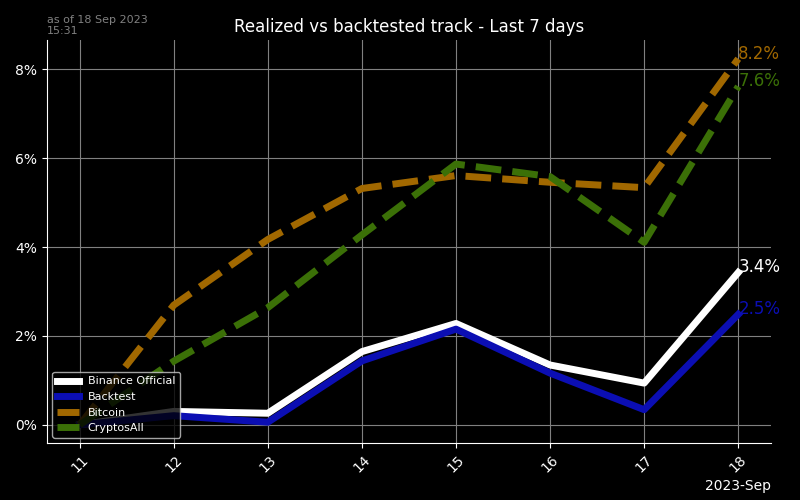 as of 18 Sep 2023
15:31
Realized vs backtested track - Last 7 days
8%
6%
4%
2%
0%
8.2%
7.6%
3.4%
2.5%
Binance Official
Backtest
Bitcoin
CryptosAll
11
12
13
14
15
16
17
18
2023-Sep